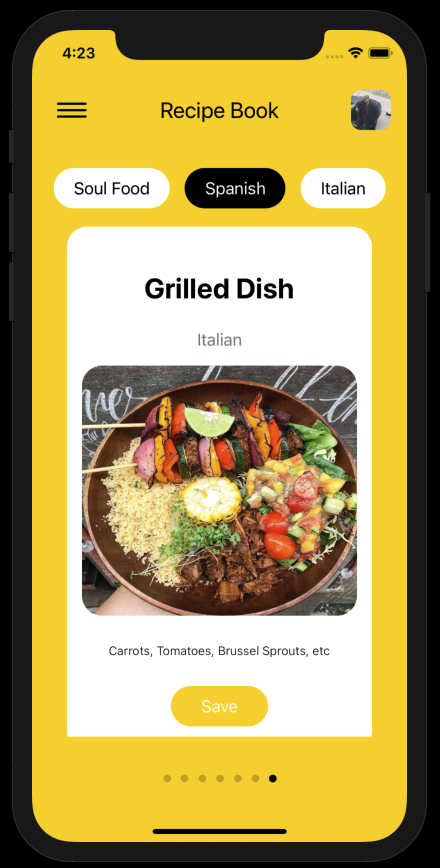 4:23
Recipe Book
Soul Food
Spanish
Italian
Grilled Dish
Italian
Carrots, Tomatoes, Brussel Sprouts, etc
Save